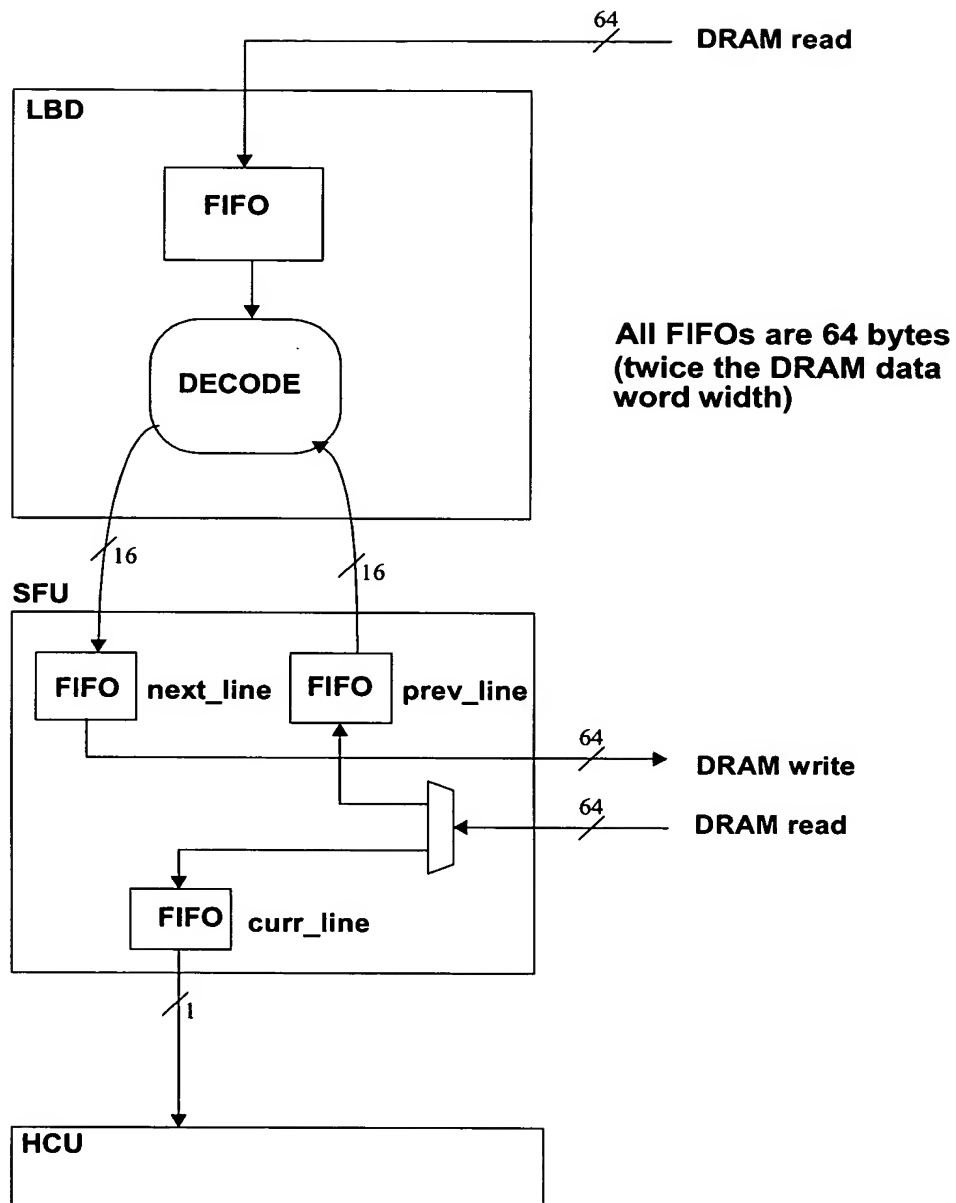 64
DRAM read
LBD
FIFO
DECODE
All FIFOs are 64 bytes
(twice the DRAM data
word width)
16
16
SFU
FIFO
next_line
FIFO
prev_line
64
DRAM write
64
DRAM read
FIFO
curr_line
1
HCU